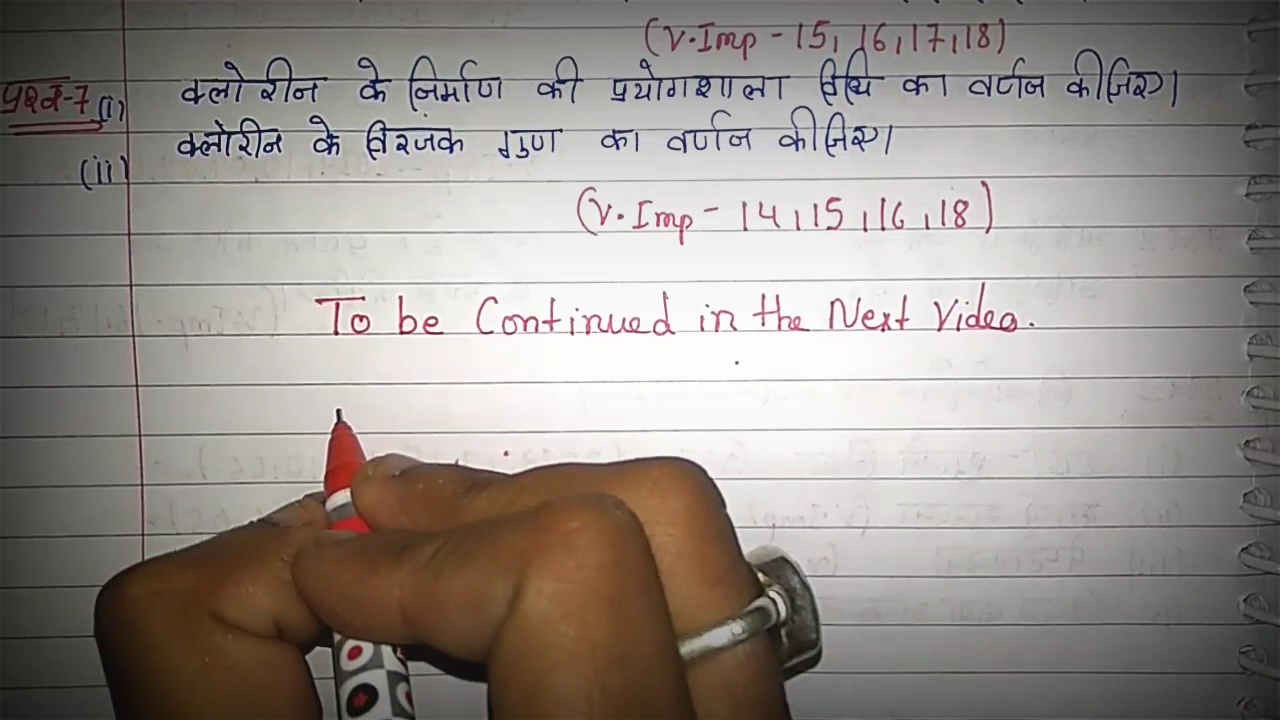 (V.Imp - 15, 16, 17, 18)
प्रश्न-7 (i) क्लोरीन के निर्माण की प्रयोगशाला विधि का वर्णन कीजिए।
(ii) क्लोरीन के विरंजक गुण का वर्णन कीजिए।
(V.Imp - 14, 15, 16, 18)
To be Continued in the Next Video.